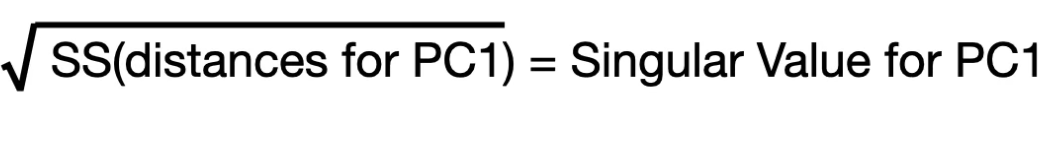 √SS(distances for PC1) = Singular Value for PC1